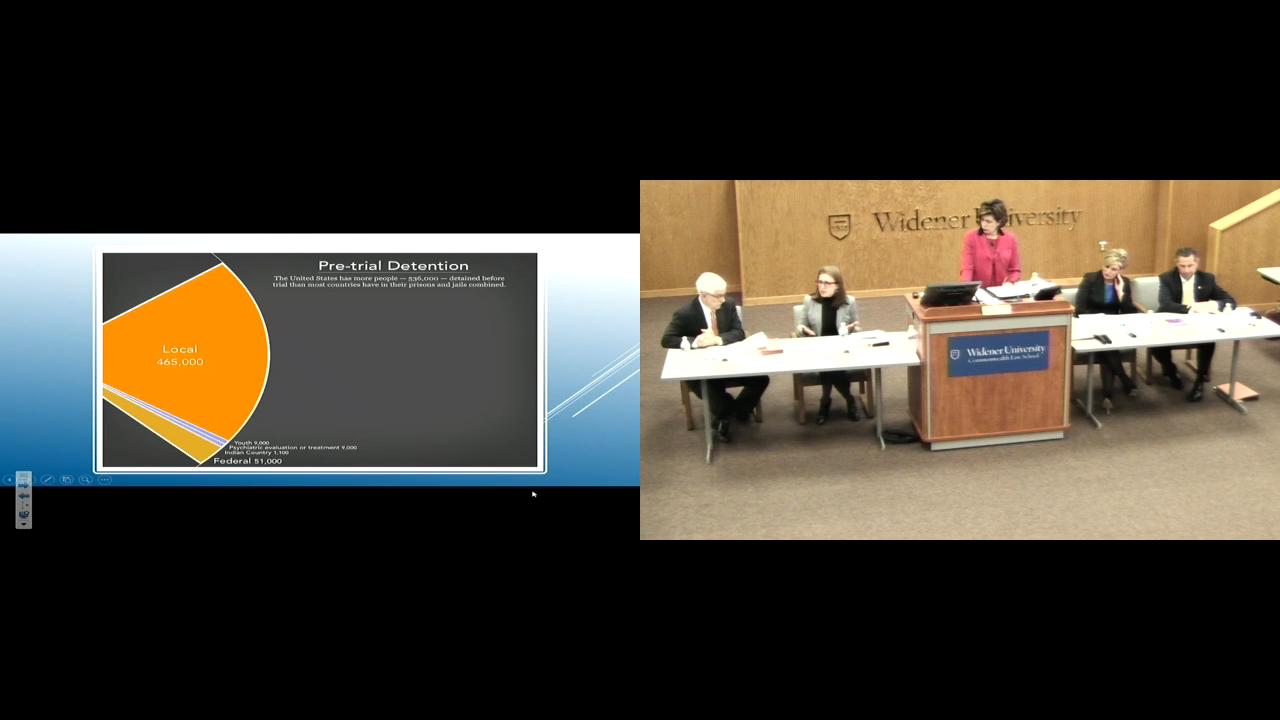 Pre-trial Detention
The United States has more people — 536,000 — detained before
trial than most countries have in their prisons and jails combined.
Local
465,000
Youth 9,000
Psychiatric evaluation or treatment 9,000
Indian Country 1,100
Federal 51,000
Widener University
Widener University
Commonwealth Law School